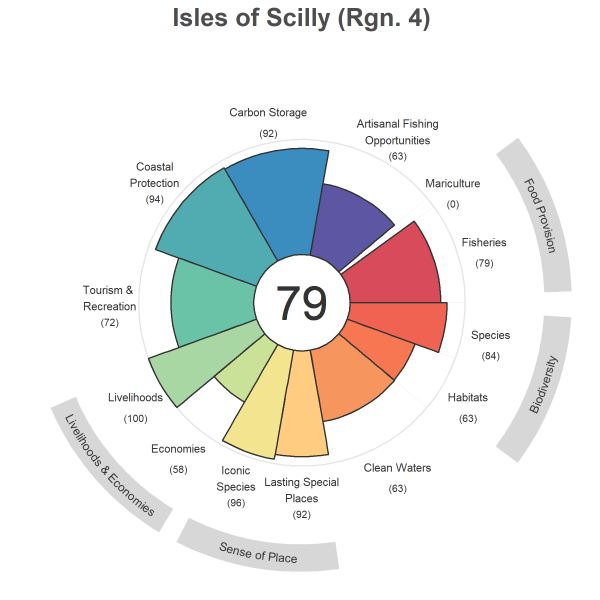 Isles of Scilly (Rgn. 4)
Carbon Storage
(92)
Artisanal Fishing
Opportunities
(63)
Coastal
Protection
(94)
Mariculture
(0)
Food Provision
Fisheries
(79)
Tourism &
Recreation
(72)
79
Species
(84)
Biodiversity
Habitats
(63)
Livelihoods
(100)
Livelihoods & Economies
Economies
(58)
Clean Waters
(63)
Iconic
Species
(96)
Lasting Special
Places
(92)
Sense of Place